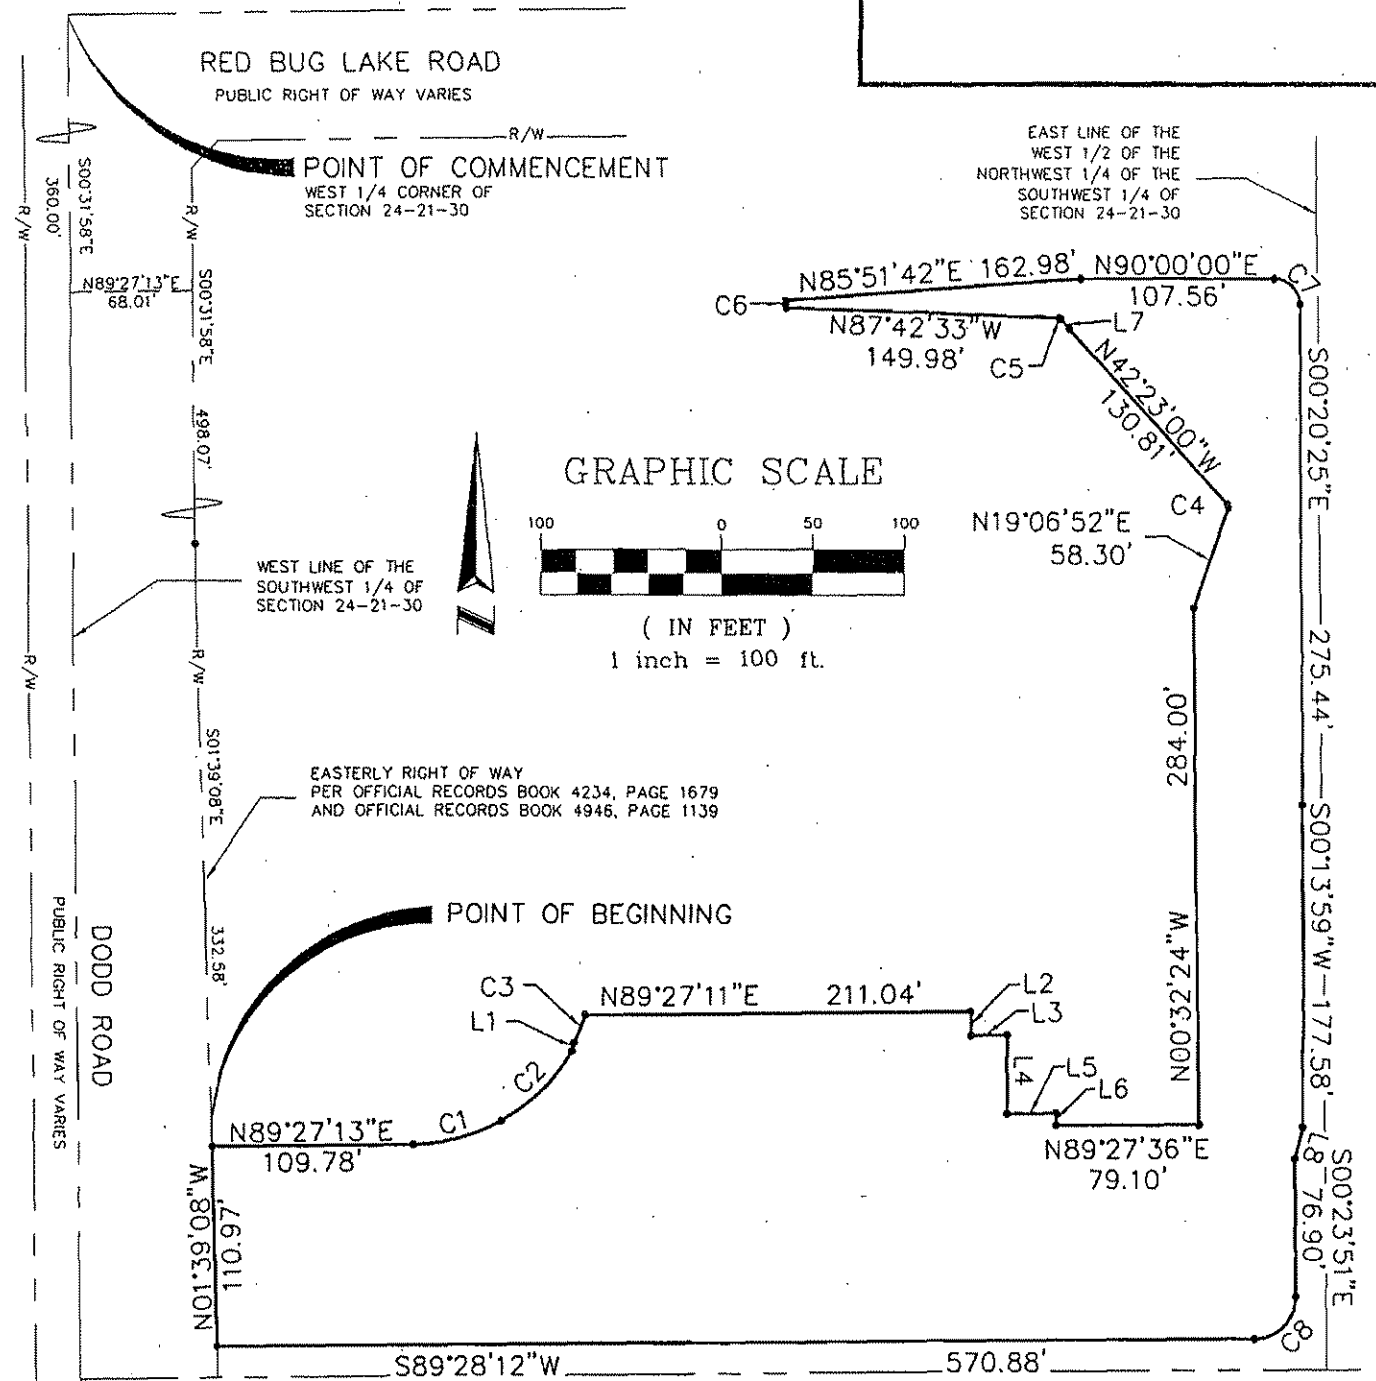 RED BUG LAKE ROAD
PUBLIC RIGHT OF WAY VARIES
R/W
POINT OF COMMENCEMENT
WEST 1/4 CORNER OF
SECTION 24-21-30
EAST LINE OF THE
WEST 1/2 OF THE
NORTHWEST 1/4 OF THE
SOUTHWEST 1/4 OF
SECTION 24-21-30
S00°31'58"E
360.00'
R/W
R/W
N89°27'13"E
68.01'
S00°31'58"E
498.07'
N85°51'42"E 162.98'
N90°00'00"E
107.56'
C7
C6
N87°42'33"W
149.98'
L7
C5
N42°23'00"W
130.81'
S00°20'25"E
275.44'
C4
N19°06'52"E
58.30'
GRAPHIC SCALE
100 0 50 100
( IN FEET )
1 inch = 100 ft.
WEST LINE OF THE
SOUTHWEST 1/4 OF
SECTION 24-21-30
R/W
R/W
S01°39'08"E
332.58'
EASTERLY RIGHT OF WAY
PER OFFICIAL RECORDS BOOK 4234, PAGE 1679
AND OFFICIAL RECORDS BOOK 4946, PAGE 1139
284.00'
N00°32'24"W
S00°13'59"W 177.58'
POINT OF BEGINNING
DODD ROAD
PUBLIC RIGHT OF WAY VARIES
C3
L1
N89°27'11"E 211.04'
L2
L3
L4
L5
L6
C2
C1
N89°27'13"E
109.78'
N89°27'36"E
79.10'
L8
76.90'
S00°23'51"E
N01°39'08"W
110.67'
C8
S89°28'12"W
570.88'